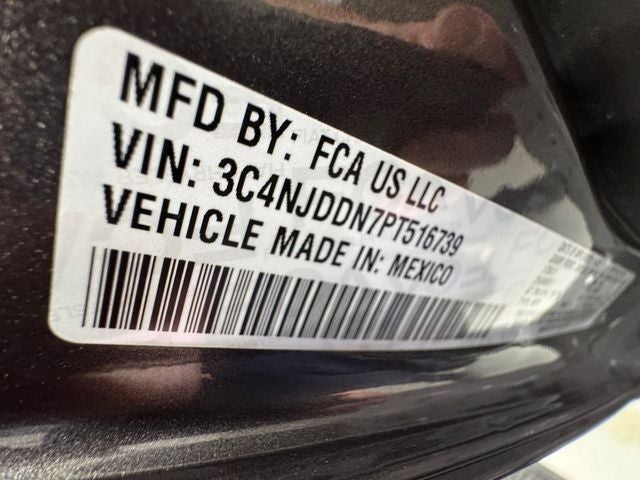 MFD BY: FCA US LLC
VIN: 3C4NJDDN7PT516739
VEHICLE MADE IN: MEXICO